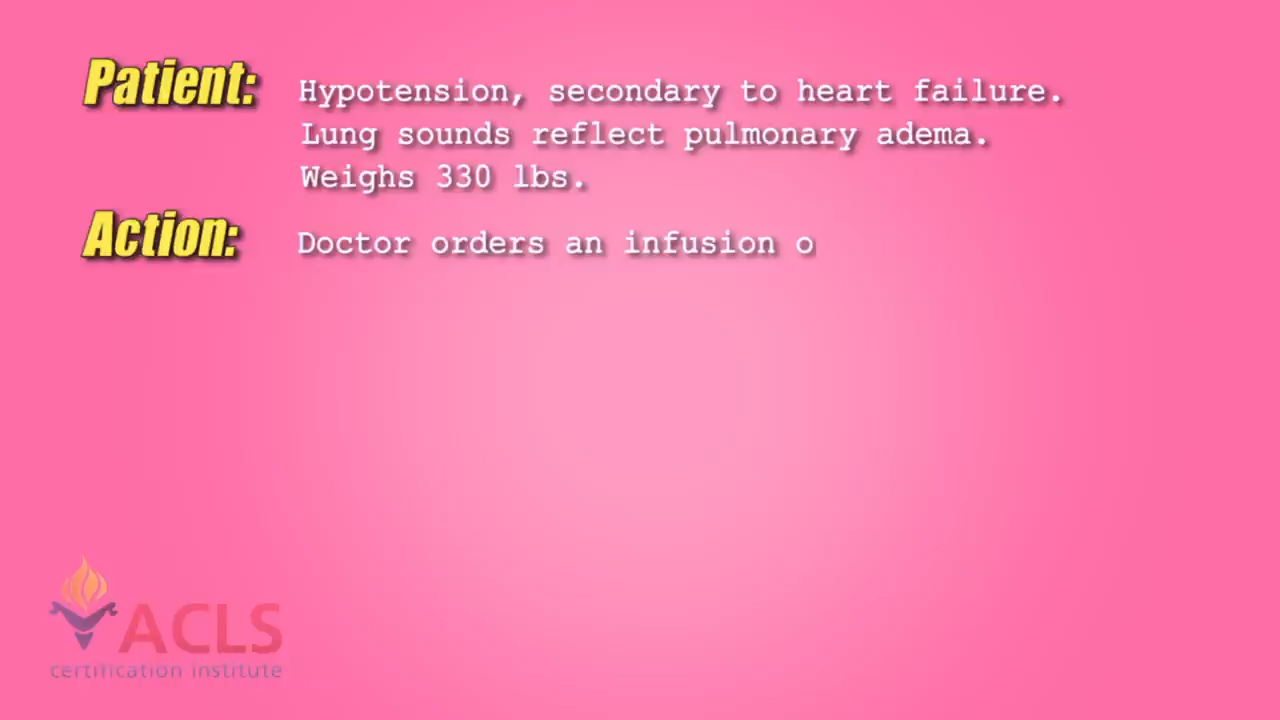 Patient: Hypotension, secondary to heart failure.
Lung sounds reflect pulmonary adema.
Weighs 330 lbs.
Action: Doctor orders an infusion o
ACLS
certification institute